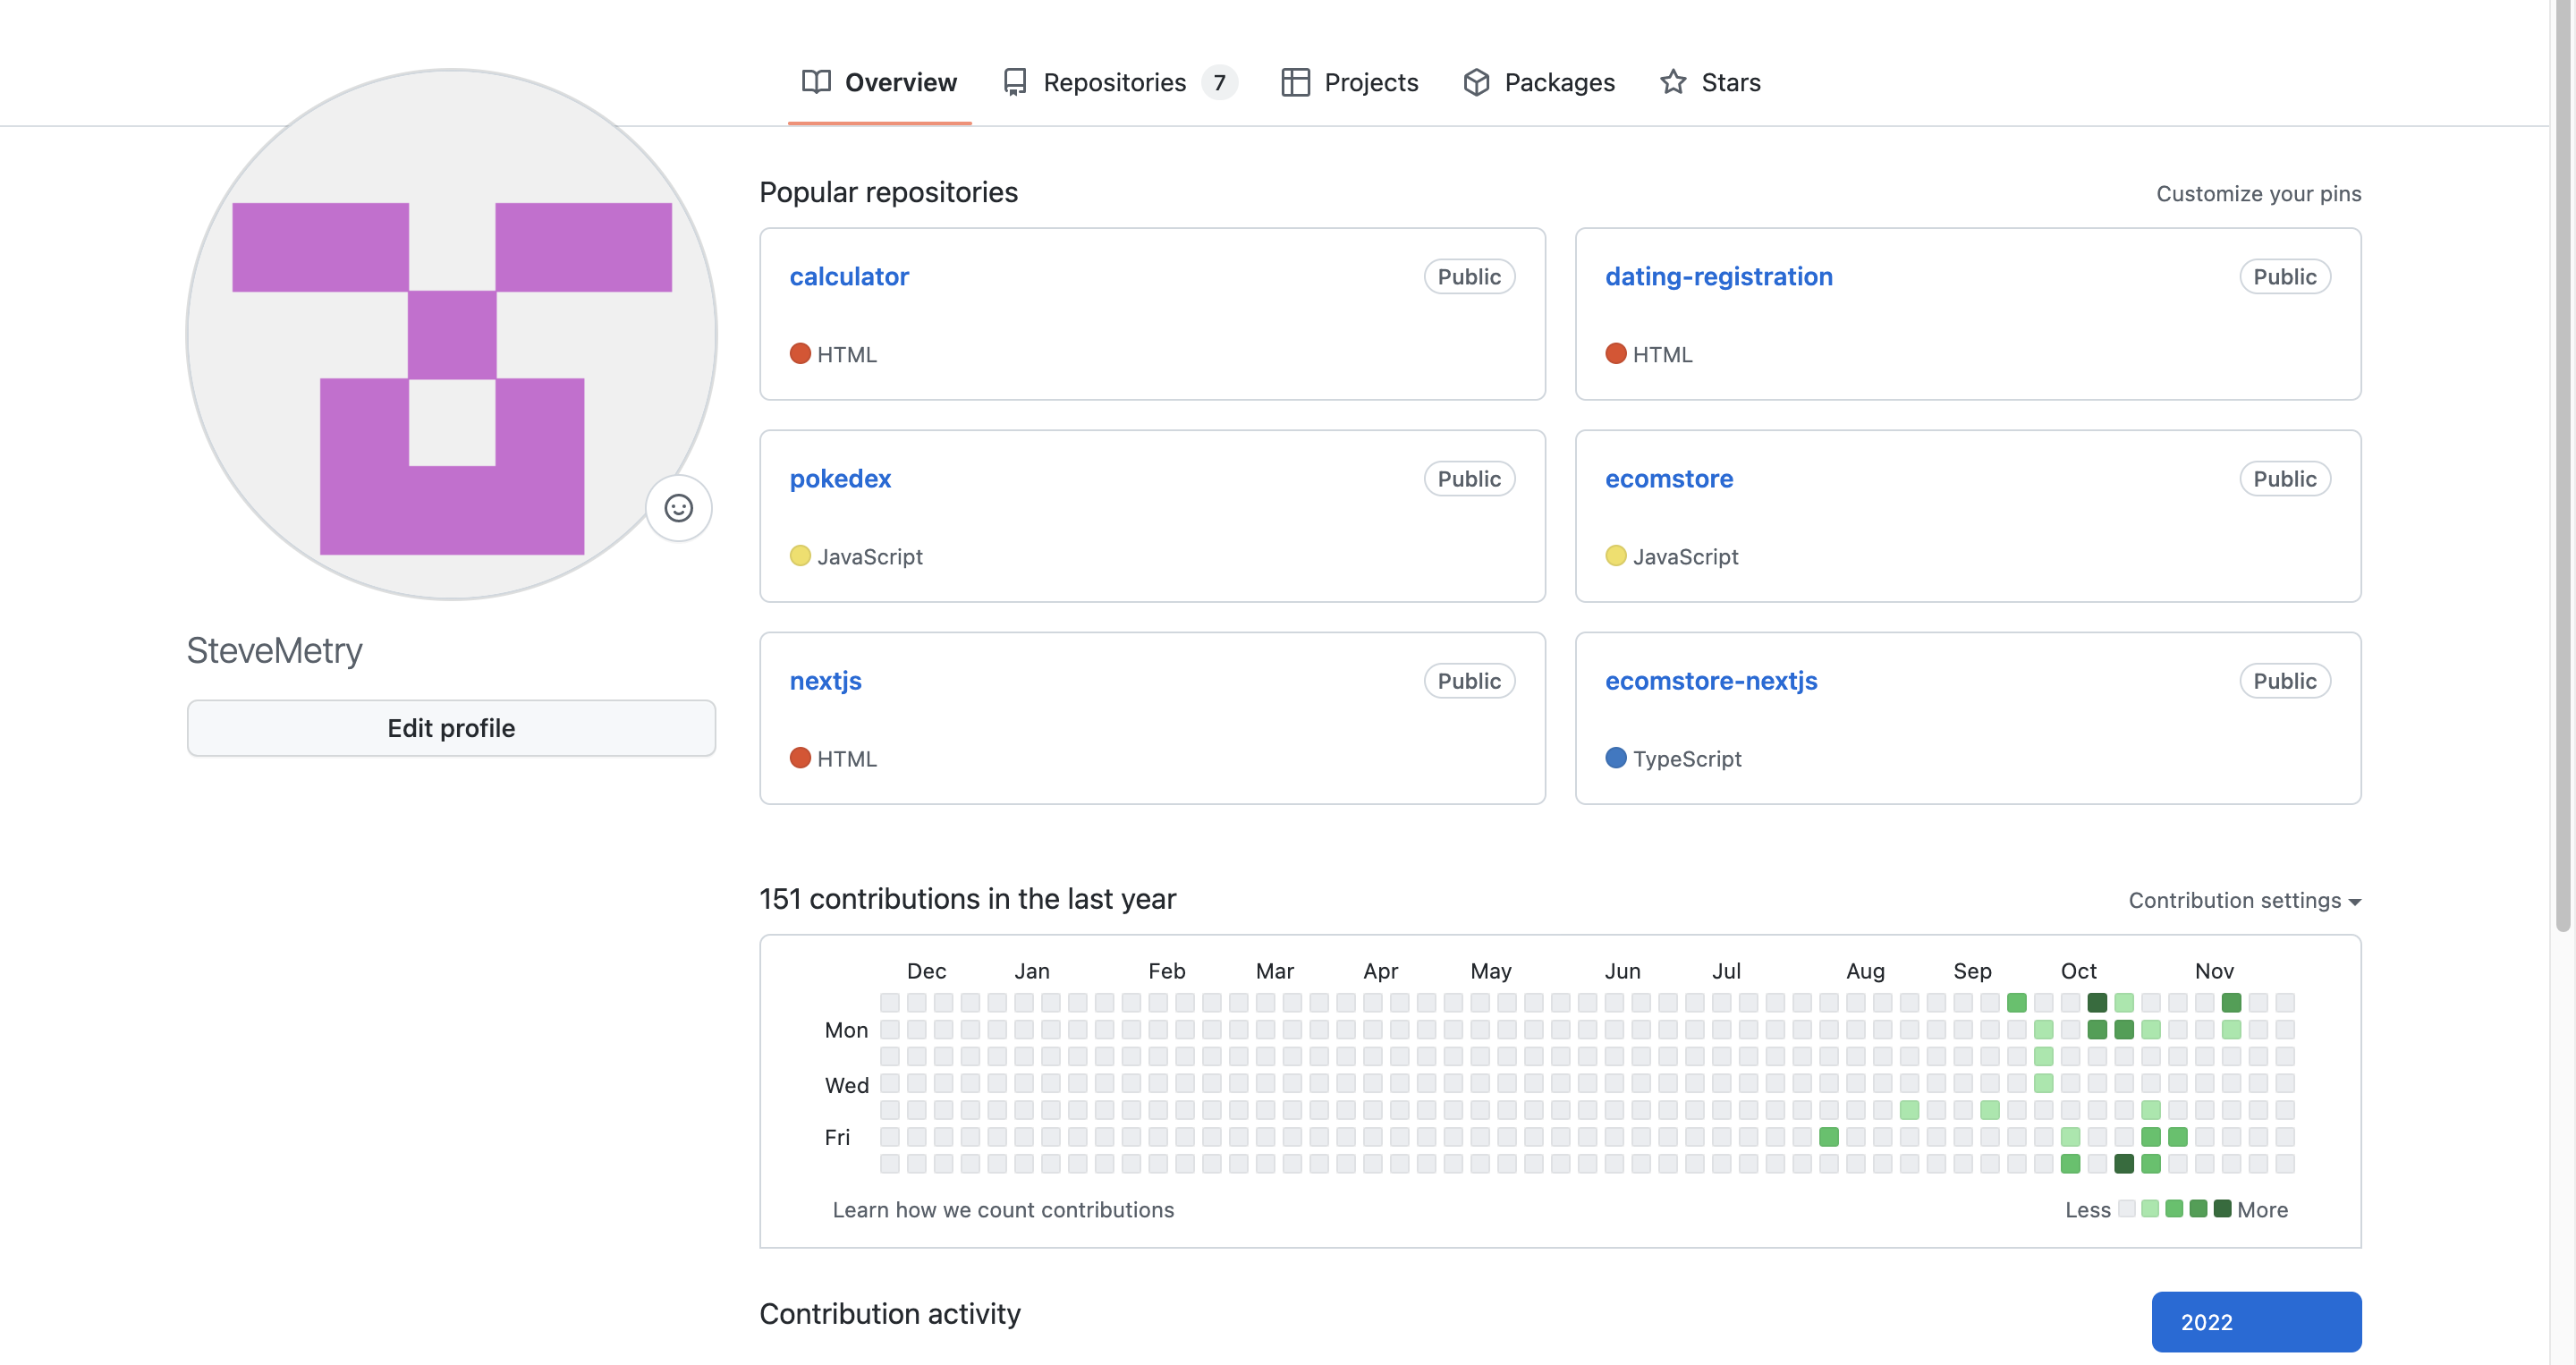 Overview Repositories 7 Projects Packages Stars
SteveMetry
Edit profile
Popular repositories Customize your pins
calculator Public
HTML
dating-registration Public
HTML
pokedex Public
JavaScript
ecomstore Public
JavaScript
nextjs Public
HTML
ecomstore-nextjs Public
TypeScript
151 contributions in the last year Contribution settings
Dec Jan Feb Mar Apr May Jun Jul Aug Sep Oct Nov
Mon
Wed
Fri
Learn how we count contributions Less More
Contribution activity 2022